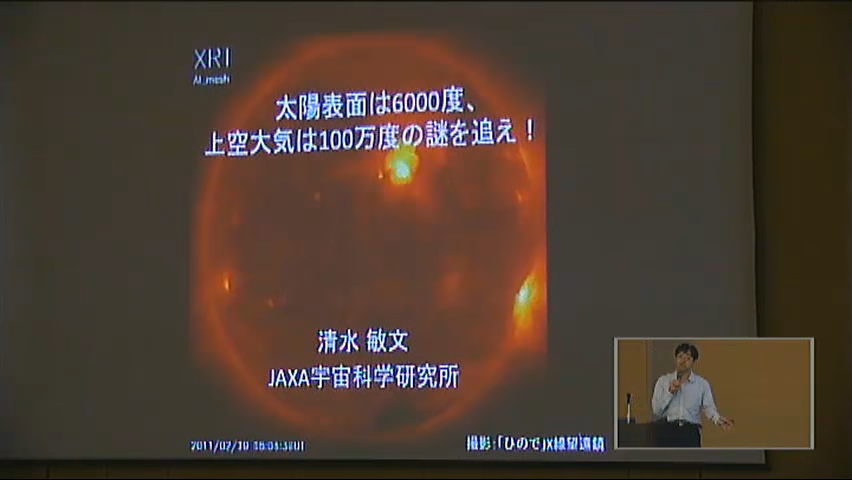 XRT
Al_mesh
太陽表面は6000度、
上空大気は100万度の謎を追え！
清水 敏文
JAXA宇宙科学研究所
撮影:「ひので」X線望遠鏡